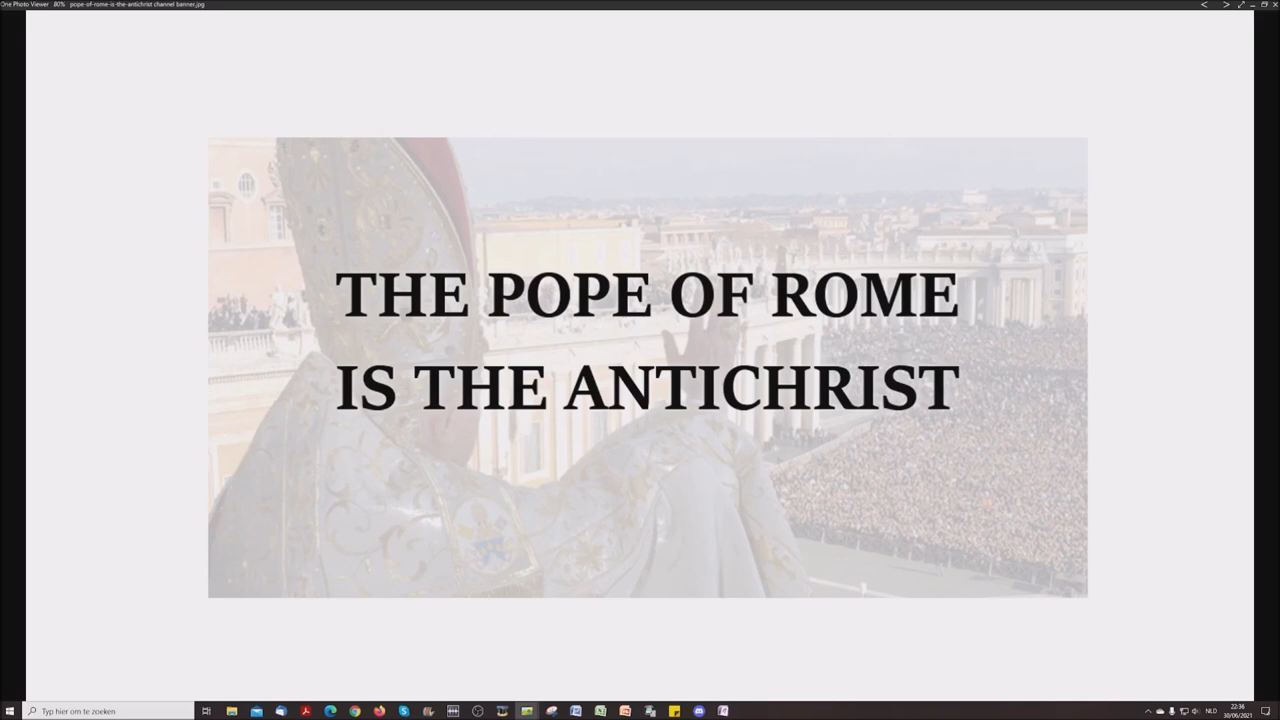 One Photo Viewer 80% pope-of-rome-is-the-antichrist channel banner.jpg
THE POPE OF ROME
IS THE ANTICHRIST
Typ hier om te zoeken
NLD
22:36
30/06/2021